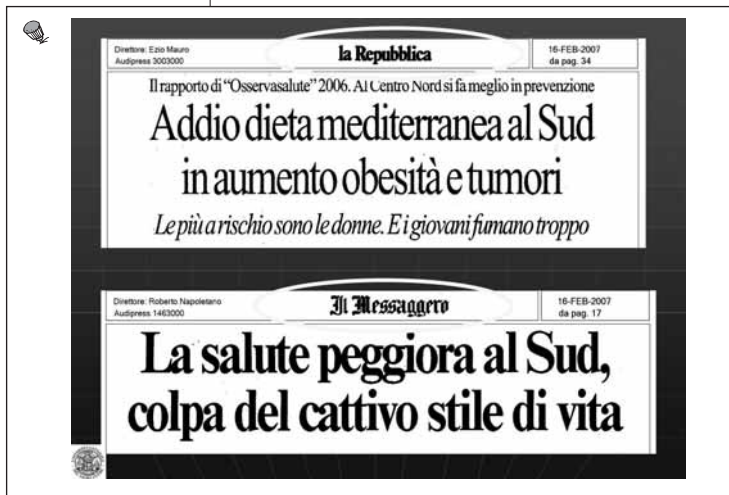 Direttore: Ezio Mauro
Audipress 3003000
la Repubblica
16-FEB-2007
da pag. 34
Il rapporto di "Osservasalute" 2006. Al Centro Nord si fa meglio in prevenzione
Addio dieta mediterranea al Sud
in aumento obesità e tumori
Le più a rischio sono le donne. E i giovani fumano troppo
Direttore: Roberto Napoletano
Audipress 1463000
Il Messaggero
16-FEB-2007
da pag. 17
La salute peggiora al Sud,
colpa del cattivo stile di vita